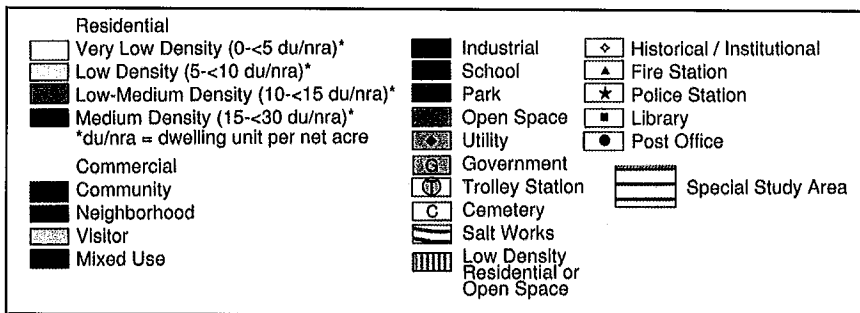 Residential
Very Low Density (0-<5 du/nra)*
Low Density (5-<10 du/nra)*
Low-Medium Density (10-<15 du/nra)*
Medium Density (15-<30 du/nra)*
*du/nra = dwelling unit per net acre
Commercial
Community
Neighborhood
Visitor
Mixed Use
Industrial
School
Park
Open Space
Utility
G Government
T Trolley Station
C Cemetery
Salt Works
Low Density
Residential or
Open Space
Historical / Institutional
Fire Station
Police Station
Library
Post Office
Special Study Area